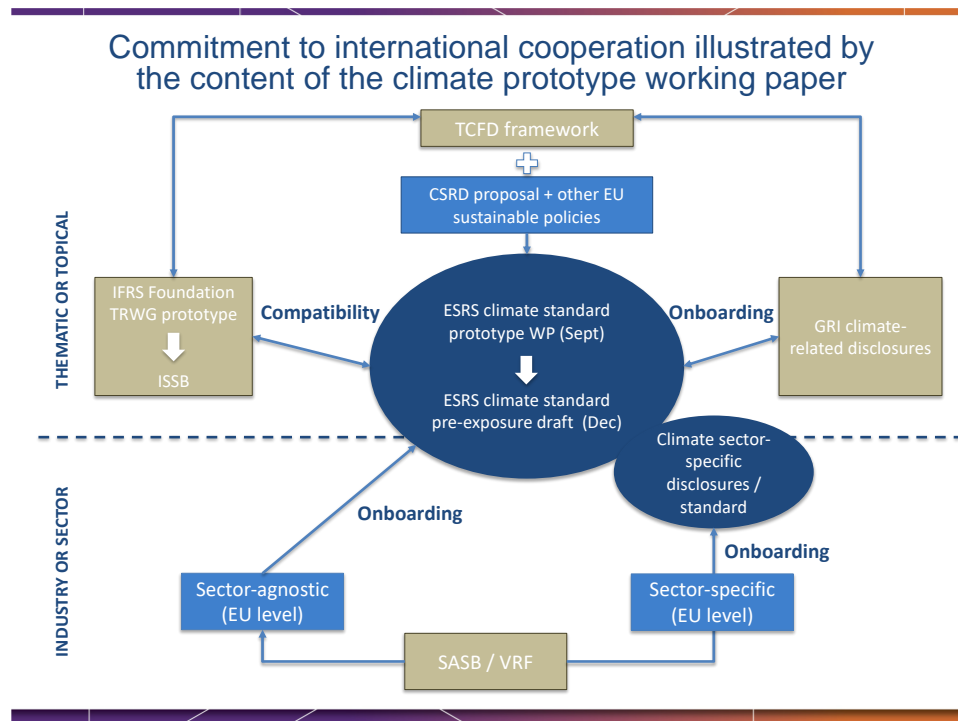 Commitment to international cooperation illustrated by
the content of the climate prototype working paper
TCFD framework
CSRD proposal + other EU
sustainable policies
THEMATIC OR TOPICAL
IFRS Foundation
TRWG prototype
ISSB
Compatibility
ESRS climate standard
prototype WP (Sept)
ESRS climate standard
pre-exposure draft (Dec)
Onboarding
GRI climate-
related disclosures
Climate sector-
specific
disclosures /
standard
INDUSTRY OR SECTOR
Onboarding
Onboarding
Sector-agnostic
(EU level)
Sector-specific
(EU level)
SASB / VRF